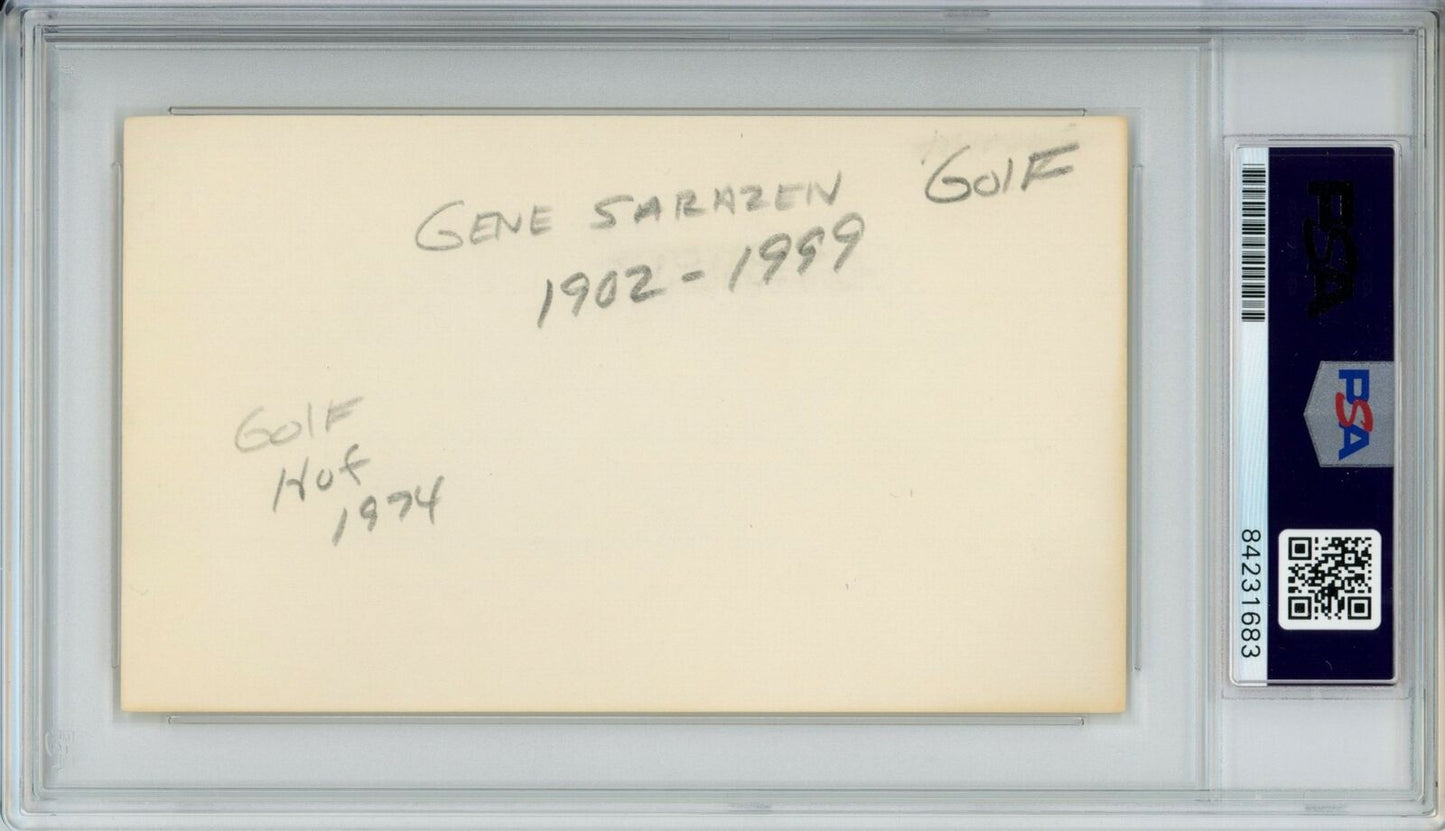 GENE SARAZEN GOLF
1902 - 1999
GOLF
HOF
1974
PSA
PSA
84231683